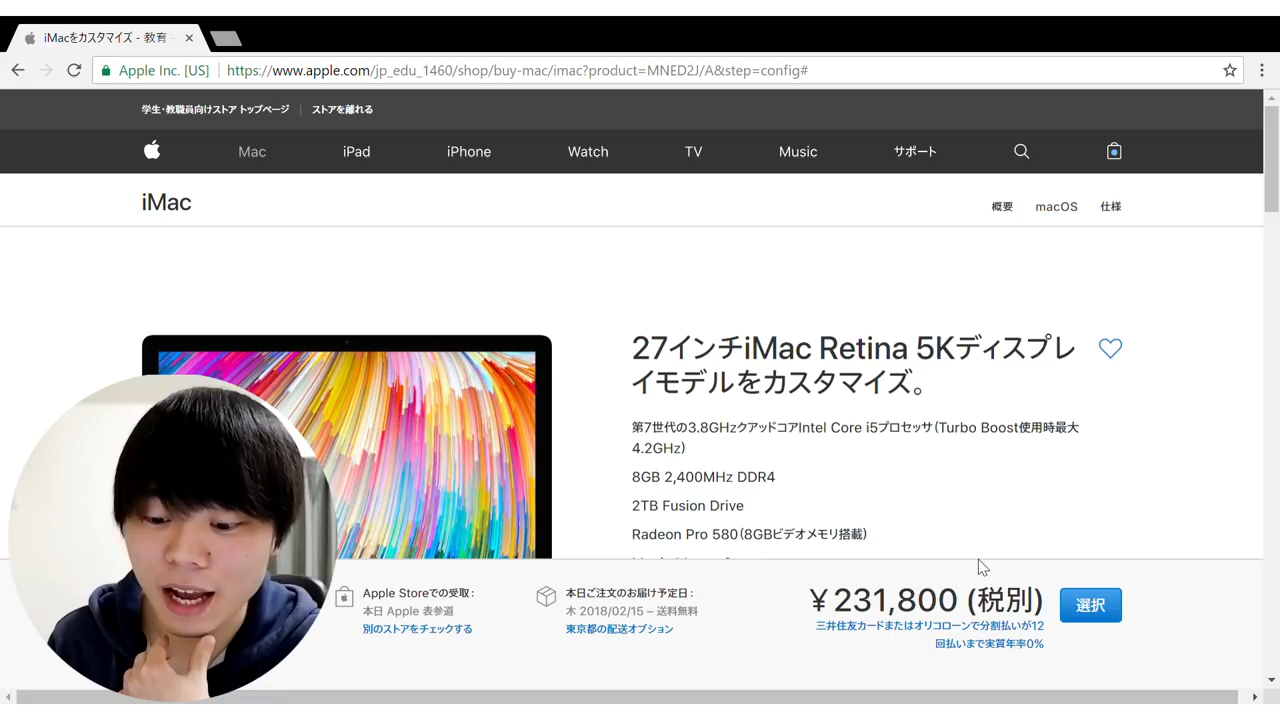 iMacをカスタマイズ - 教育
Apple Inc. [US] https://www.apple.com/jp_edu_1460/shop/buy-mac/imac?product=MNED2J/A&step=config#
学生・教職員向けストア トップページ | ストアを離れる
Mac iPad iPhone Watch TV Music サポート
iMac
概要 macOS 仕様
27インチiMac Retina 5Kディスプレ
イモデルをカスタマイズ。
第7世代の3.8GHzクアッドコアIntel Core i5プロセッサ(Turbo Boost使用時最大
4.2GHz)
8GB 2,400MHz DDR4
2TB Fusion Drive
Radeon Pro 580(8GBビデオメモリ搭載)
Apple Storeでの受取:
本日 Apple 表参道
別のストアをチェックする
本日ご注文のお届け予定日:
木 2018/02/15 – 送料無料
東京都の配送オプション
¥231,800 (税別)
三井住友カードまたはオリコローンで分割払いが12
回払いまで実質年率0%
選択